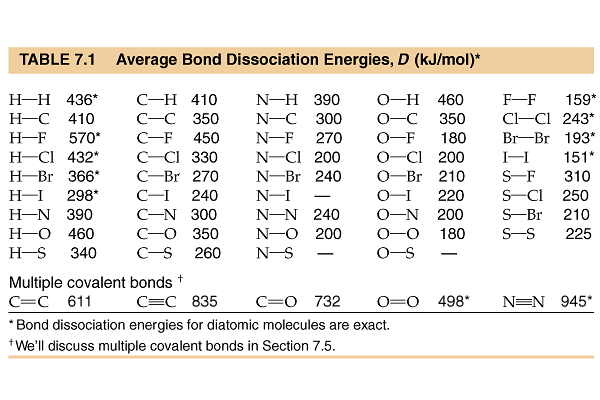 TABLE 7.1 Average Bond Dissociation Energies, D (kJ/mol)*
H—H 436* C—H 410 N—H 390 O—H 460 F—F 159*
H—C 410 C—C 350 N—C 300 O—C 350 Cl—Cl 243*
H—F 570* C—F 450 N—F 270 O—F 180 Br—Br 193*
H—Cl 432* C—Cl 330 N—Cl 200 O—Cl 200 I—I 151*
H—Br 366* C—Br 270 N—Br 240 O—Br 210 S—F 310
H—I 298* C—I 240 N—I — O—I 220 S—Cl 250
H—N 390 C—N 300 N—N 240 O—N 200 S—Br 210
H—O 460 C—O 350 N—O 200 O—O 180 S—S 225
H—S 340 C—S 260 N—S — O—S —
Multiple covalent bonds †
C=C 611 C≡C 835 C=O 732 O=O 498* N≡N 945*
*Bond dissociation energies for diatomic molecules are exact.
†We'll discuss multiple covalent bonds in Section 7.5.